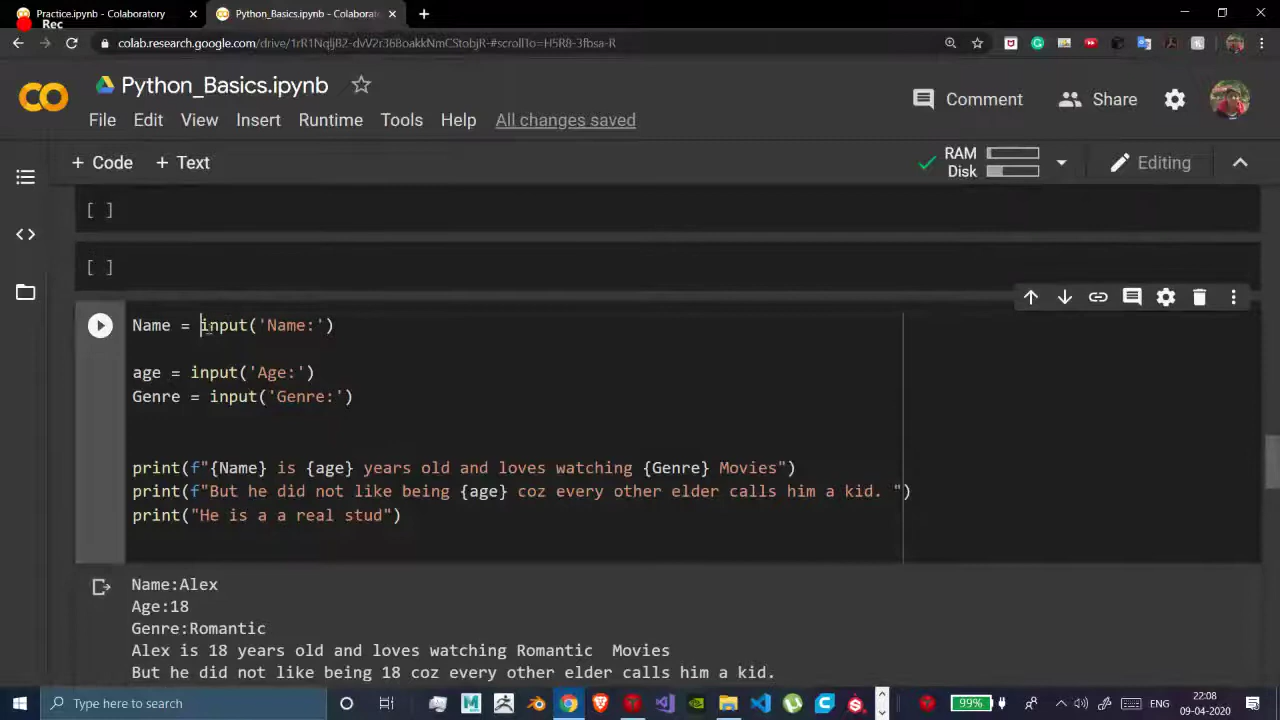 Practice.ipynb - Colaboratory
Python_Basics.ipynb - Colaborat
Rec
colab.research.google.com/drive/1rR1NqIjB2-dvV2r36BoakkNmCStobjR-#scrollTo=H5R8-3fbsa-R
CO
Python_Basics.ipynb
Comment
Share
File Edit View Insert Runtime Tools Help All changes saved
+ Code + Text
RAM
Disk
Editing
[ ]
[ ]
Name = input('Name:')
age = input('Age:')
Genre = input('Genre:')
print(f"{Name} is {age} years old and loves watching {Genre} Movies")
print(f"But he did not like being {age} coz every other elder calls him a kid. ")
print("He is a a real stud")
Name:Alex
Age:18
Genre:Romantic
Alex is 18 years old and loves watching Romantic  Movies
But he did not like being 18 coz every other elder calls him a kid.
Type here to search
99%
ENG
22:08
09-04-2020